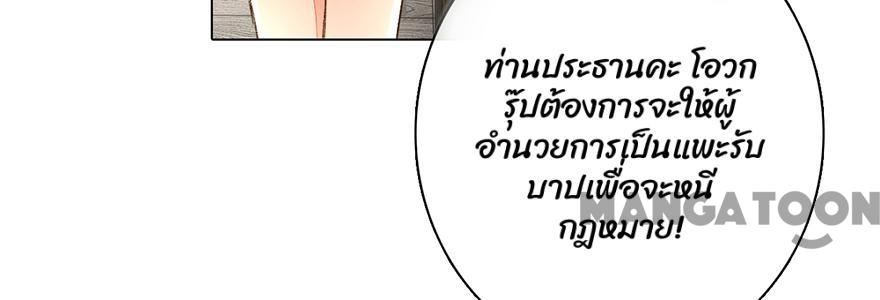 ท่านประธานคะ โอวก
รุ๊ปต้องการจะให้ผู้
อำนวยการเป็นแพะรับ
บาปเพื่อจะหนี
กฎหมาย!
MANGATOON